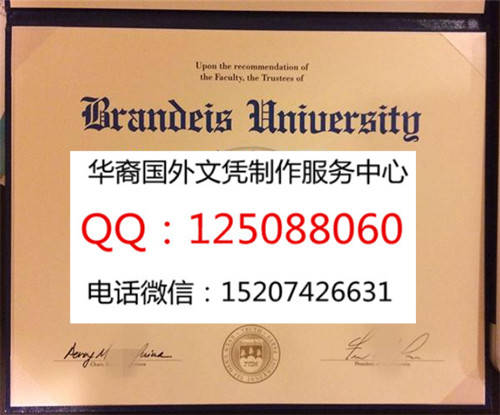 Upon the recommendation of
the Faculty, the Trustees of
Brandeis University
华裔国外文凭制作服务中心
QQ：125088060
电话微信：15207426631